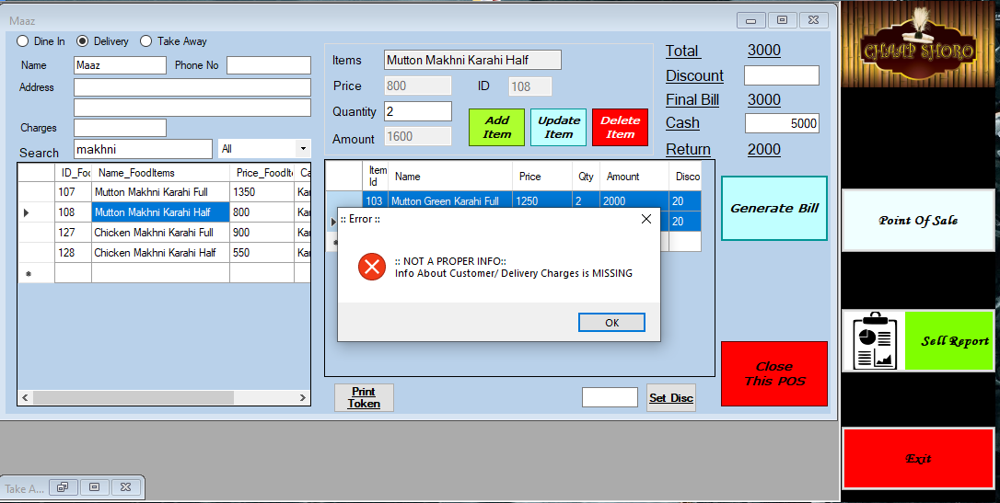 Maaz
Dine In Delivery Take Away
Name Maaz Phone No
Address
Charges
Search makhni All
ID_Foo Name_FoodItems Price_FoodIte Ca
107 Mutton Makhni Karahi Full 1350 Kar
108 Mutton Makhni Karahi Half 800 Kar
127 Chicken Makhni Karahi Full 900 Kar
128 Chicken Makhni Karahi Half 550 Kar
Items Mutton Makhni Karahi Half
Price 800 ID 108
Quantity 2
Amount 1600
Add Item
Update Item
Delete Item
Total 3000
Discount
Final Bill 3000
Cash 5000
Return 2000
Item Id Name Price Qty Amount Disco
103 Mutton Green Karahi Full 1250 2 2000 20
20
:: Error ::
:: NOT A PROPER INFO::
Info About Customer/ Delivery Charges is MISSING
OK
Generate Bill
Close This POS
Print Token
Set Disc
Take A...
CHAAP SHORO
Point Of Sale
Sell Report
Exit